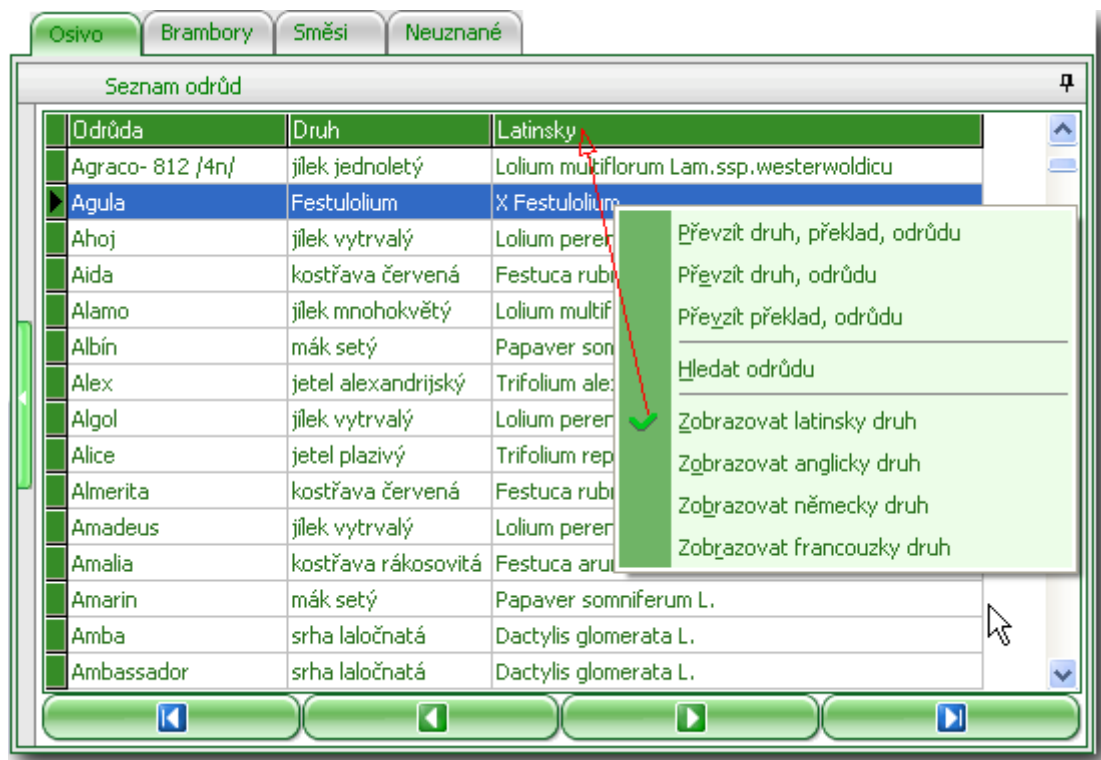 Osivo Brambory Směsi Neuznané
Seznam odrůd
Odrůda Druh Latinsky
Agraco- 812 /4n/ jílek jednoletý Lolium multiflorum Lam.ssp.westerwoldicu
Agula Festulolium X Festulolium
Ahoj jílek vytrvalý Lolium peren
Aida kostřava červená Festuca rub
Alamo jílek mnohokvětý Lolium multif
Albín mák setý Papaver son
Alex jetel alexandrijský Trifolium ale
Algol jílek vytrvalý Lolium peren
Alice jetel plazivý Trifolium rep
Almerita kostřava červená Festuca rub
Amadeus jílek vytrvalý Lolium peren
Amalia kostřava rákosovitá Festuca aru
Amarin mák setý Papaver somniferum L.
Amba srha laločnatá Dactylis glomerata L.
Ambassador srha laločnatá Dactylis glomerata L.
Převzít druh, překlad, odrůdu
Převzít druh, odrůdu
Převzít překlad, odrůdu
Hledat odrůdu
Zobrazovat latinsky druh
Zobrazovat anglicky druh
Zobrazovat německy druh
Zobrazovat francouzky druh